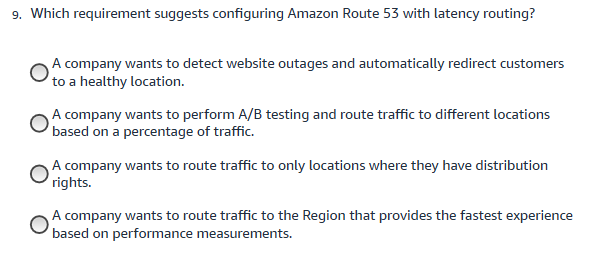 9. Which requirement suggests configuring Amazon Route 53 with latency routing?
A company wants to detect website outages and automatically redirect customers
to a healthy location.
A company wants to perform A/B testing and route traffic to different locations
based on a percentage of traffic.
A company wants to route traffic to only locations where they have distribution
rights.
A company wants to route traffic to the Region that provides the fastest experience
based on performance measurements.